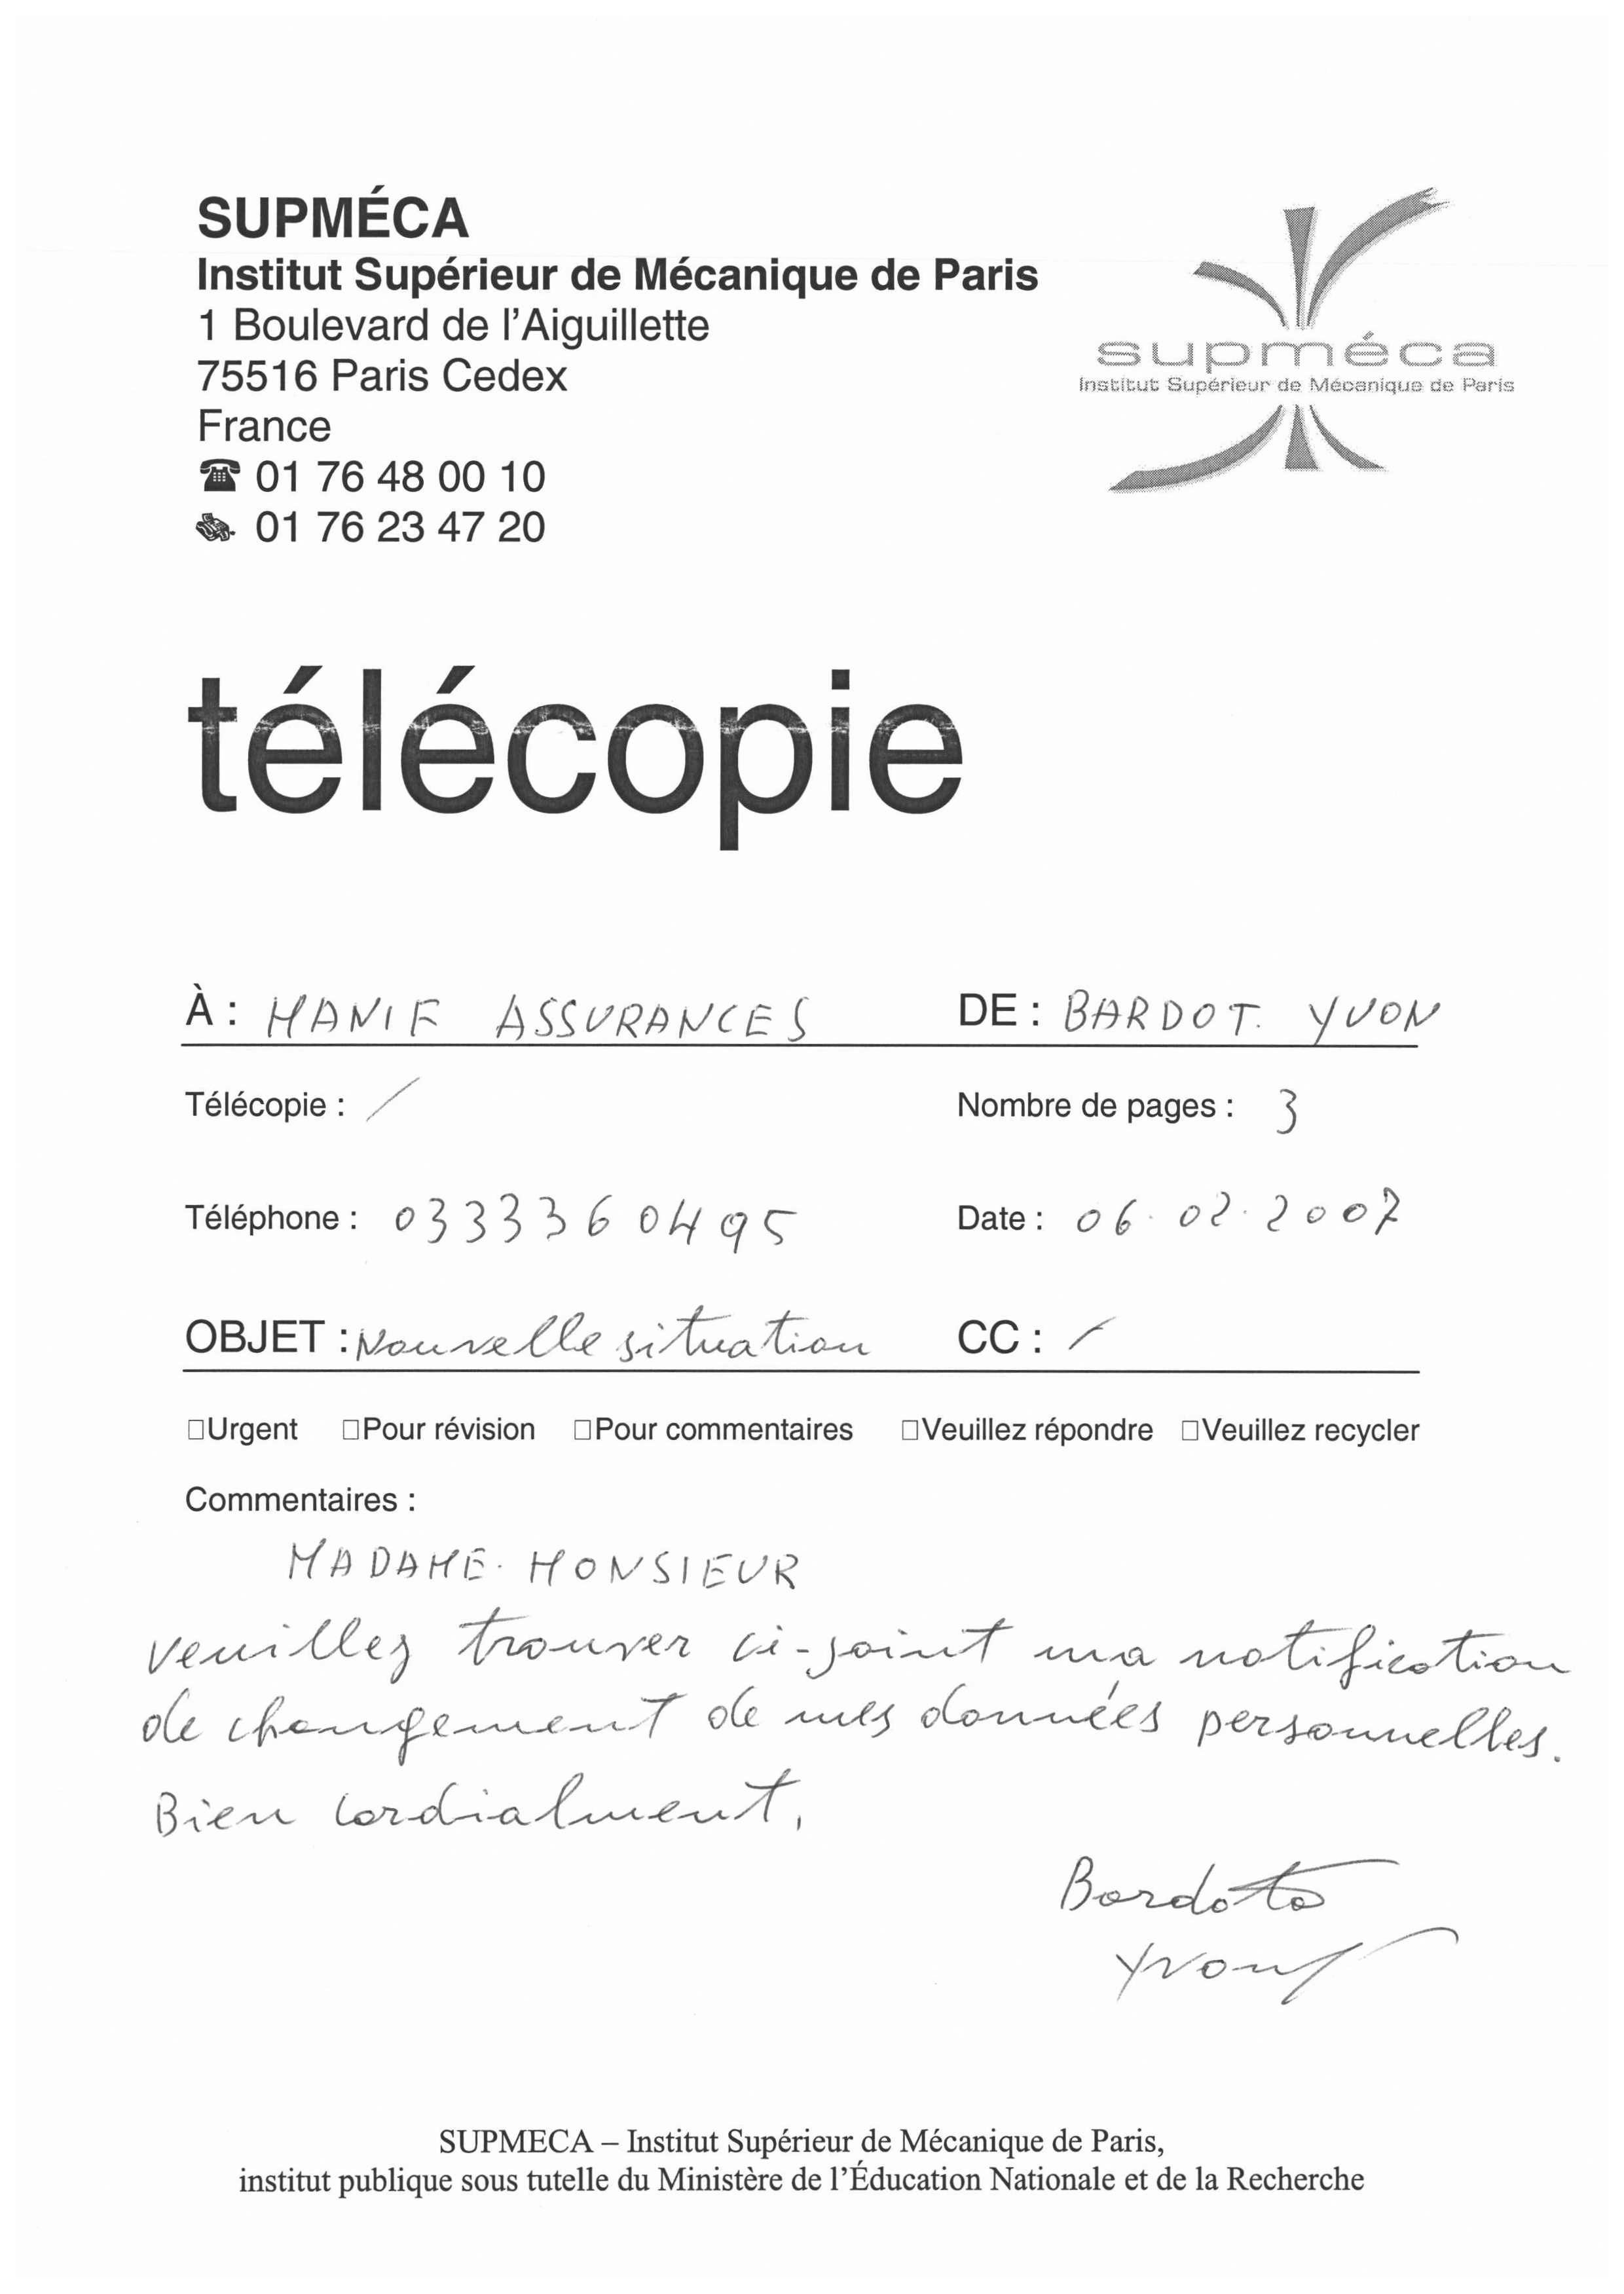 SUPMÉCA
Institut Supérieur de Mécanique de Paris
1 Boulevard de l'Aiguillette
75516 Paris Cedex
France
☎ 01 76 48 00 10
01 76 23 47 20
supméca
Institut Supérieur de Mécanique de Paris
télécopie
À : MANIF ASSURANCES DE : BARDOT YVON
Télécopie : / Nombre de pages : 3
Téléphone : 0333360495 Date : 06.02.2007
OBJET : Nouvelle situation CC : /
☐Urgent ☐Pour révision ☐Pour commentaires ☐Veuillez répondre ☐Veuillez recycler
Commentaires :
MADAME. MONSIEUR
veuillez trouver ci-joint ma notification
de changement de mes données personnelles.
Bien cordialement,
Bardot
Yvon
SUPMECA – Institut Supérieur de Mécanique de Paris,
institut publique sous tutelle du Ministère de l'Éducation Nationale et de la Recherche